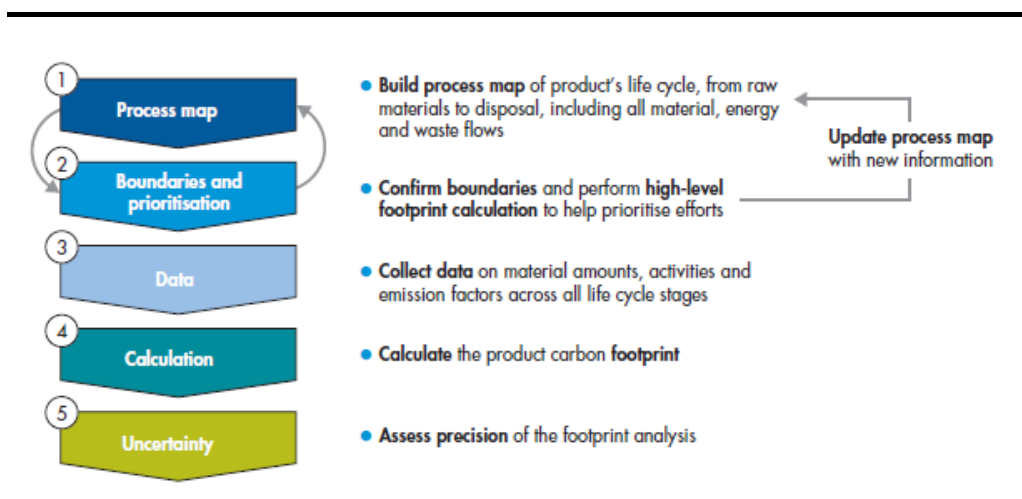 1
Process map
● Build process map of product's life cycle, from raw
materials to disposal, including all material, energy
and waste flows
Update process map
with new information
2
Boundaries and
prioritisation
● Confirm boundaries and perform high-level
footprint calculation to help prioritise efforts
3
Data
● Collect data on material amounts, activities and
emission factors across all life cycle stages
4
Calculation
● Calculate the product carbon footprint
5
Uncertainty
● Assess precision of the footprint analysis